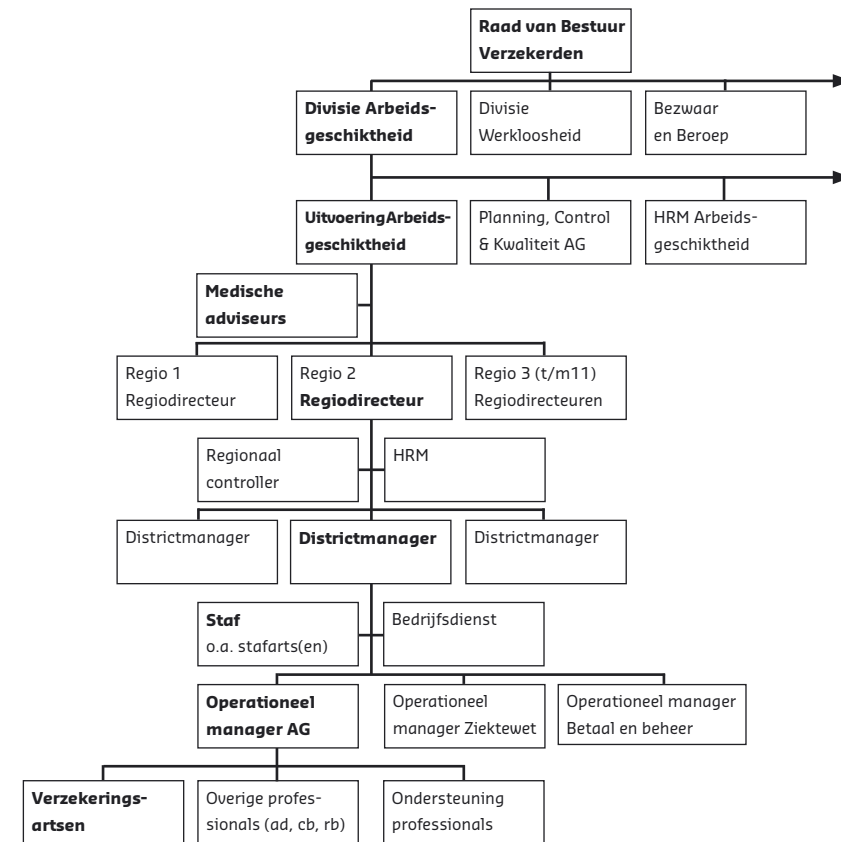 Raad van Bestuur
Verzekerden
Divisie Arbeids-
geschiktheid
Divisie
Werkloosheid
Bezwaar
en Beroep
UitvoeringArbeids-
geschiktheid
Planning, Control
& Kwaliteit AG
HRM Arbeids-
geschiktheid
Medische
adviseurs
Regio 1
Regiodirecteur
Regio 2
Regiodirecteur
Regio 3 (t/m11)
Regiodirecteuren
Regionaal
controller
HRM
Districtmanager
Districtmanager
Districtmanager
Staf
o.a. stafarts(en)
Bedrijfsdienst
Operationeel
manager AG
Operationeel
manager Ziektewet
Operationeel manager
Betaal en beheer
Verzekerings-
artsen
Overige profes-
sionals (ad, cb, rb)
Ondersteuning
professionals